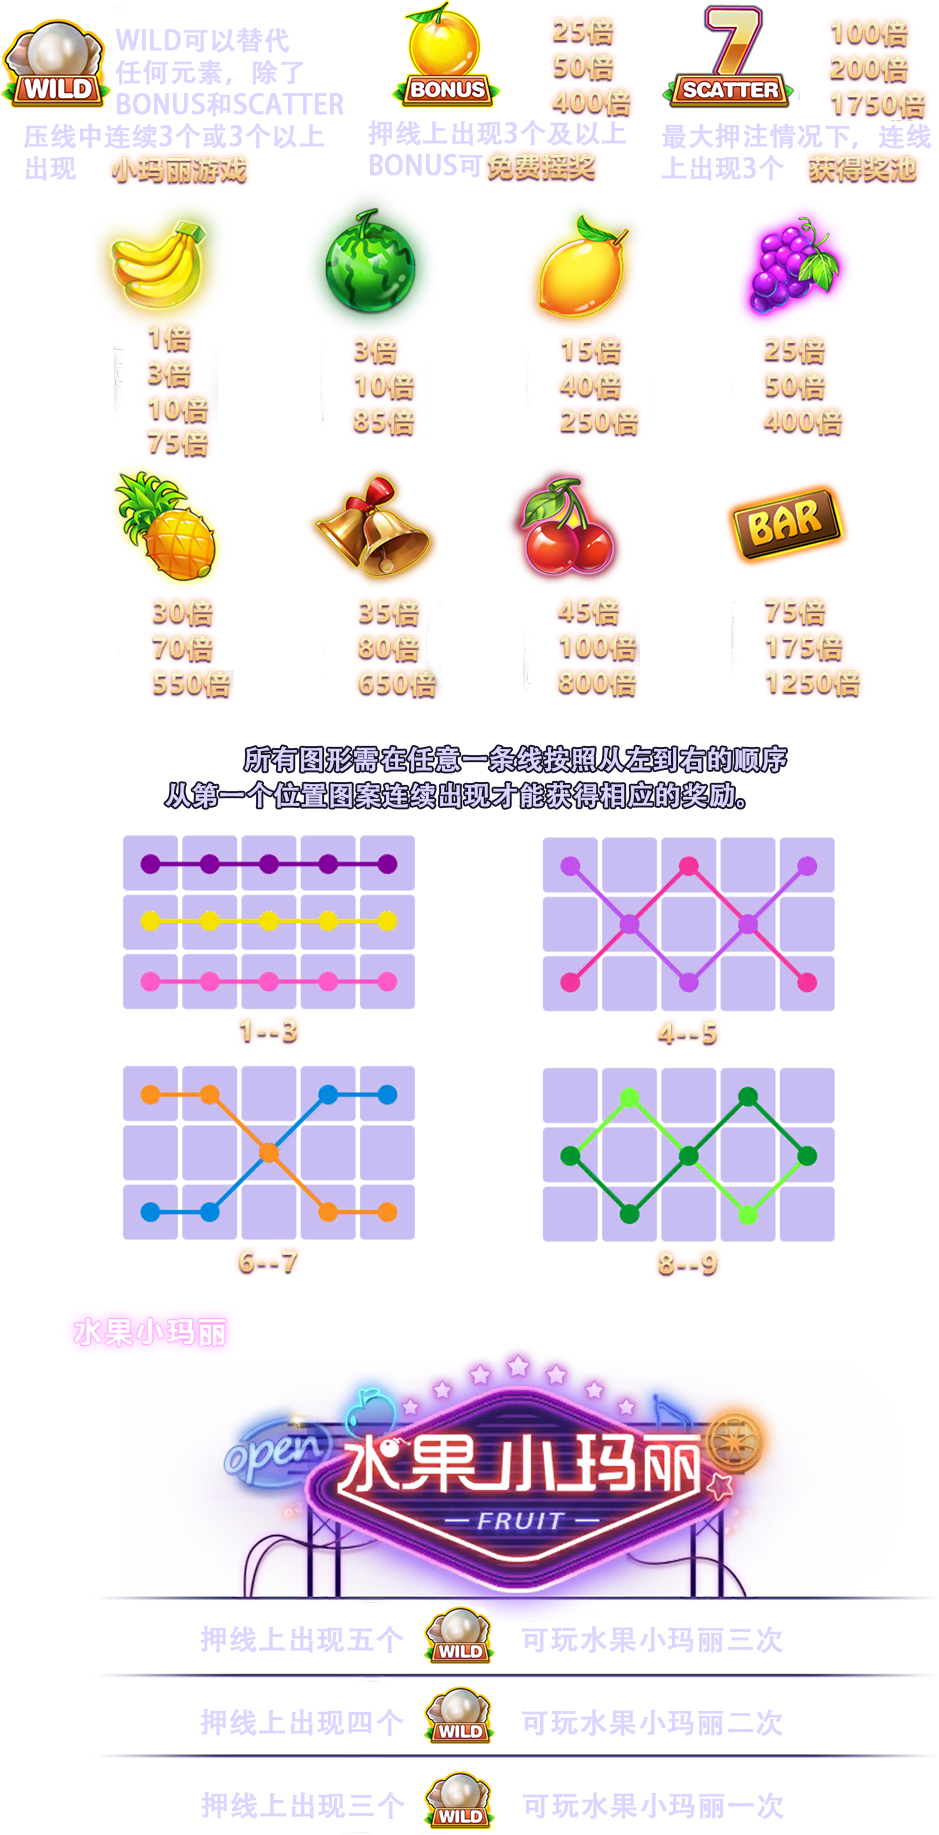 WILD
WILD可以替代
任何元素，除了
BONUS和SCATTER
压线中连续3个或3个以上
出现 小玛丽游戏
BONUS
25倍
50倍
400倍
押线上出现3个及以上
BONUS可 免费摇奖
7
SCATTER
100倍
200倍
1750倍
最大押注情况下，连线
上出现3个 获得奖池
1倍
3倍
10倍
75倍
3倍
10倍
85倍
15倍
40倍
250倍
25倍
50倍
400倍
BAR
30倍
70倍
550倍
35倍
80倍
650倍
45倍
100倍
800倍
75倍
175倍
1250倍
所有图形需在任意一条线按照从左到右的顺序
从第一个位置图案连续出现才能获得相应的奖励。
1--3
4--5
6--7
8--9
水果小玛丽
open
水果小玛丽
FRUIT
押线上出现五个 WILD 可玩水果小玛丽三次
押线上出现四个 WILD 可玩水果小玛丽二次
押线上出现三个 WILD 可玩水果小玛丽一次